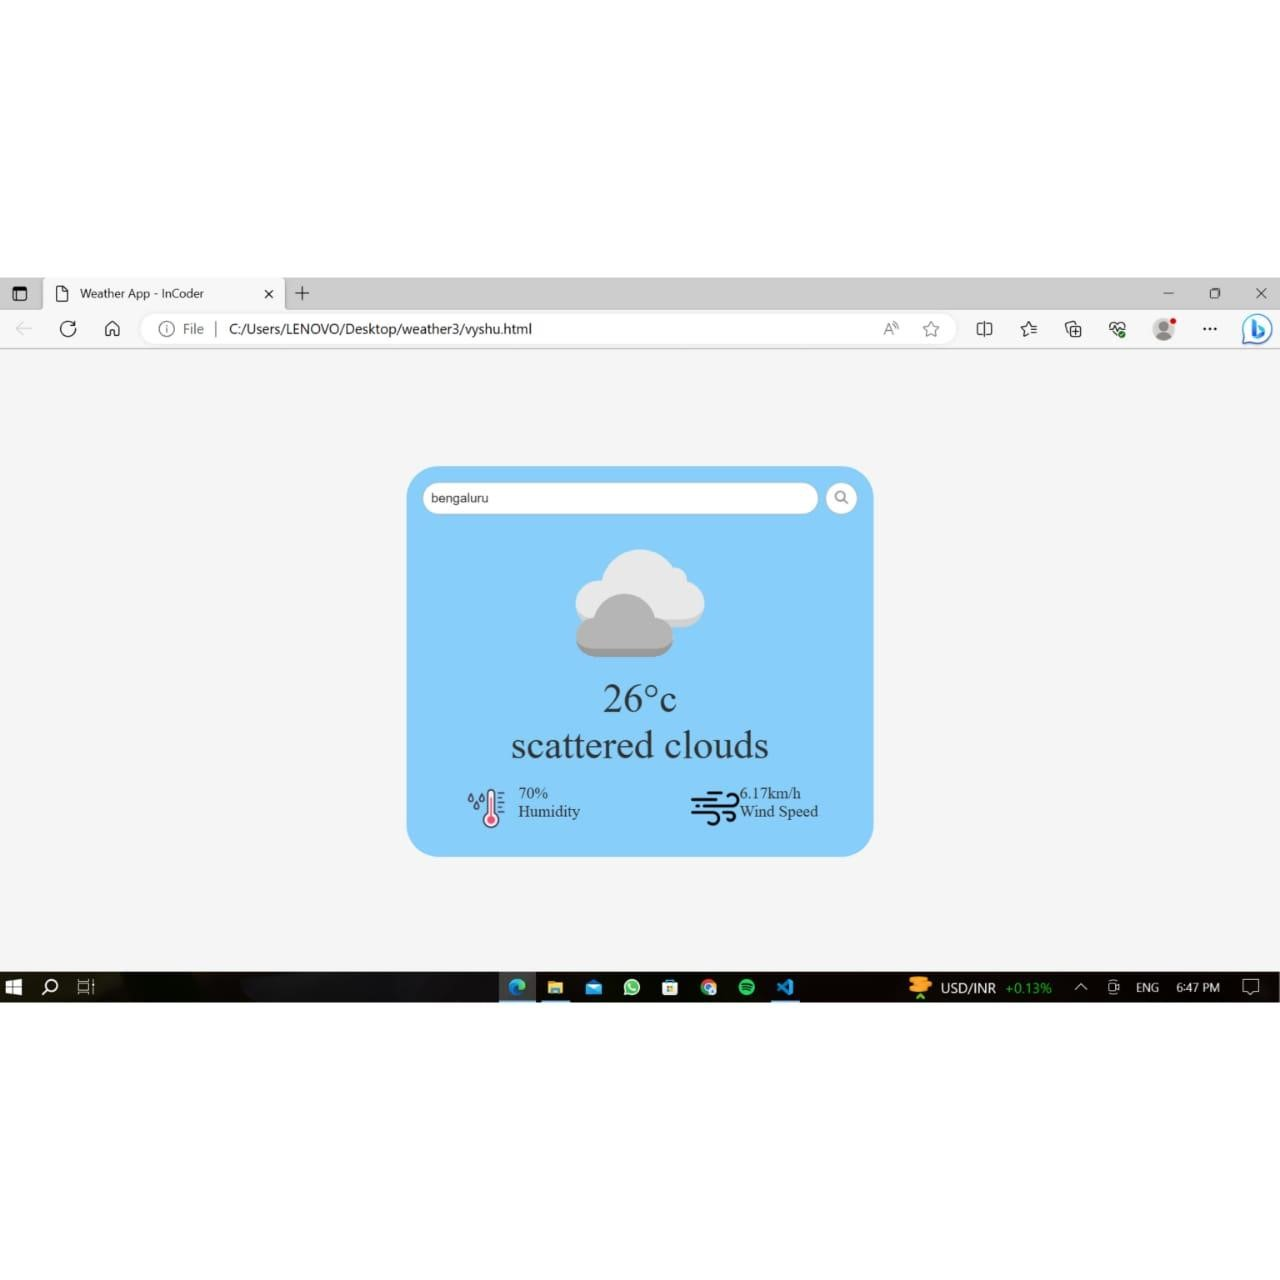 Weather App - InCoder
File | C:/Users/LENOVO/Desktop/weather3/vyshu.html
bengaluru
26°c
scattered clouds
70%
Humidity
6.17km/h
Wind Speed
USD/INR +0.13%
ENG
6:47 PM